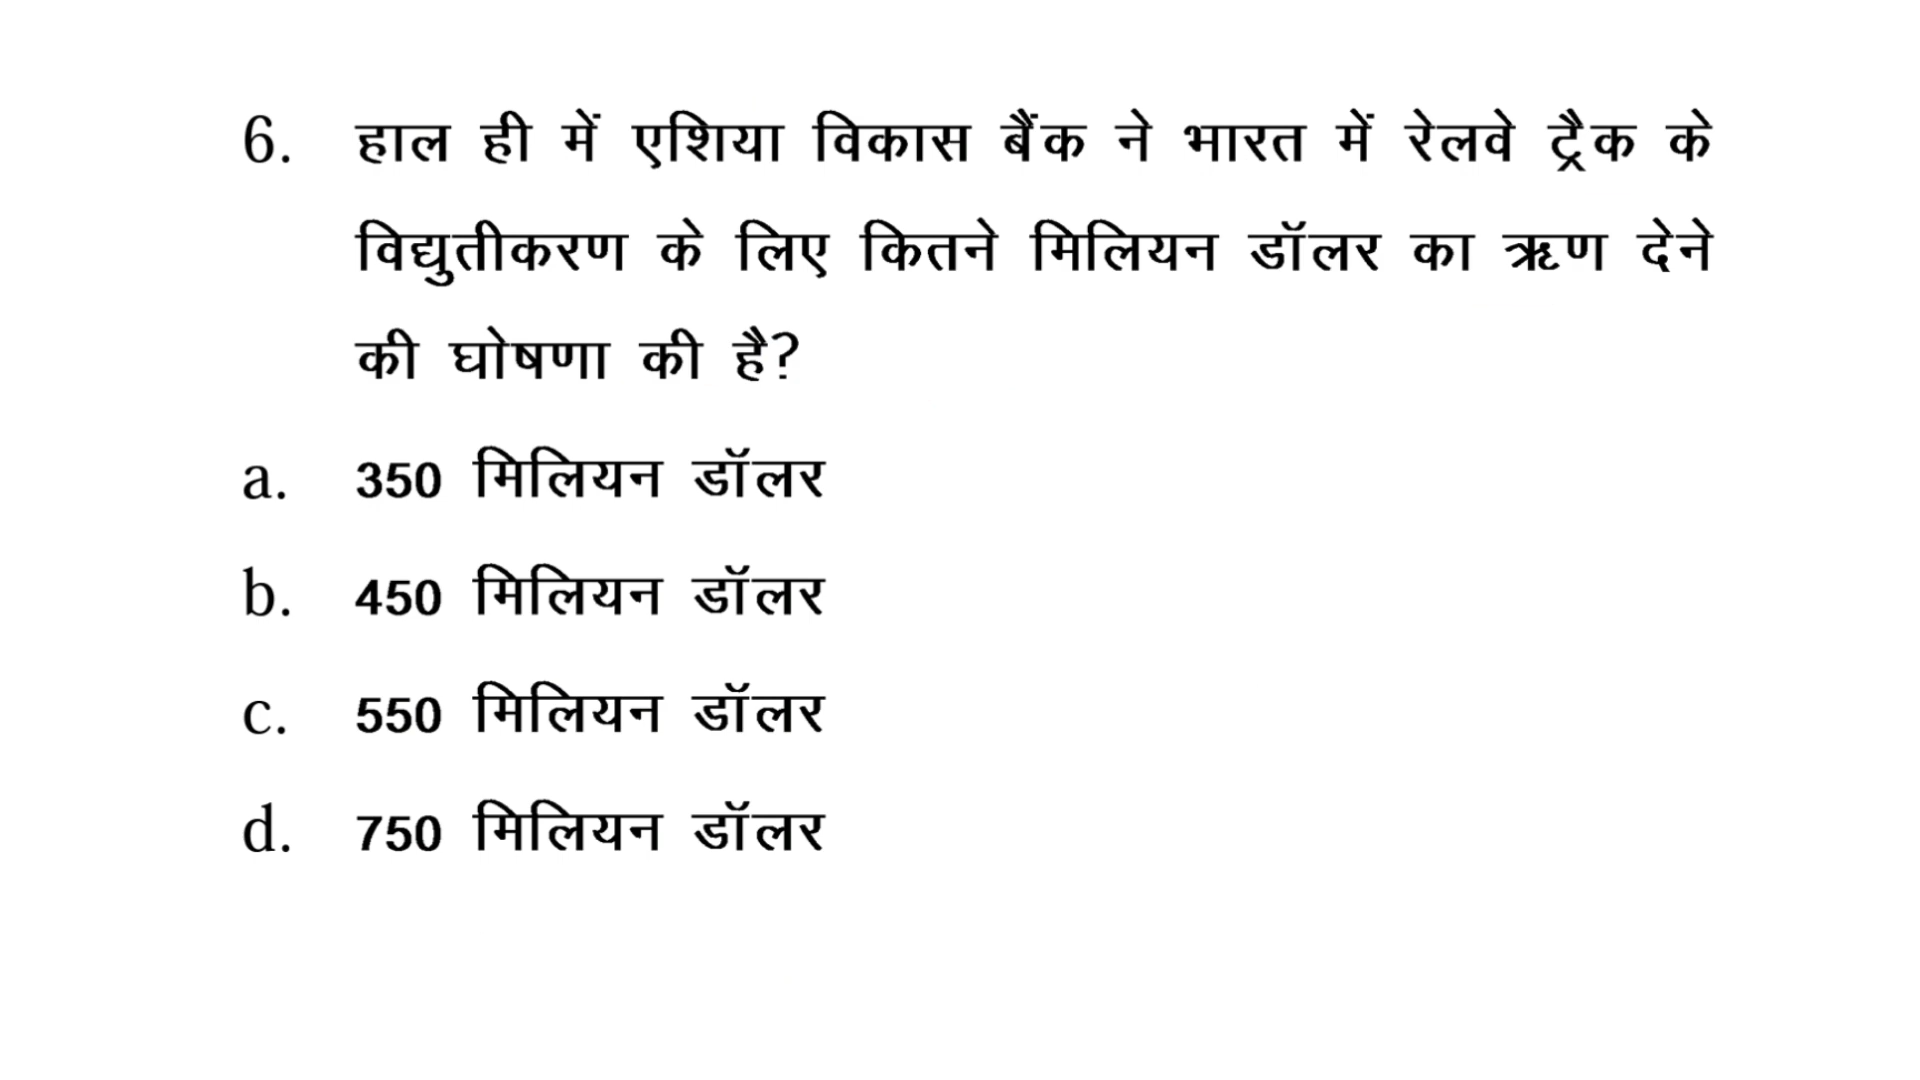 6. हाल ही में एशिया विकास बैंक ने भारत में रेलवे ट्रैक के
विद्युतीकरण के लिए कितने मिलियन डॉलर का ऋण देने
की घोषणा की है?
a. 350 मिलियन डॉलर
b. 450 मिलियन डॉलर
c. 550 मिलियन डॉलर
d. 750 मिलियन डॉलर